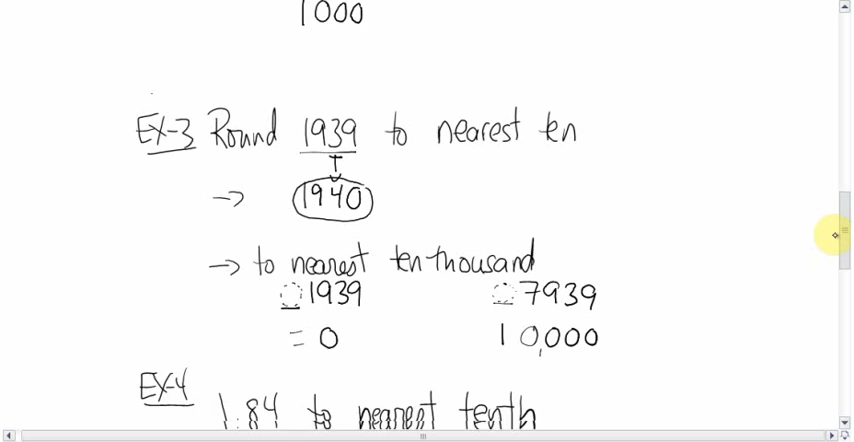 1000
EX-3 Round 1939 to nearest ten
T
→ 1940
→ to nearest ten thousand
1939 7939
= 0 10,000
EX-4
1.84 to nearest tenth